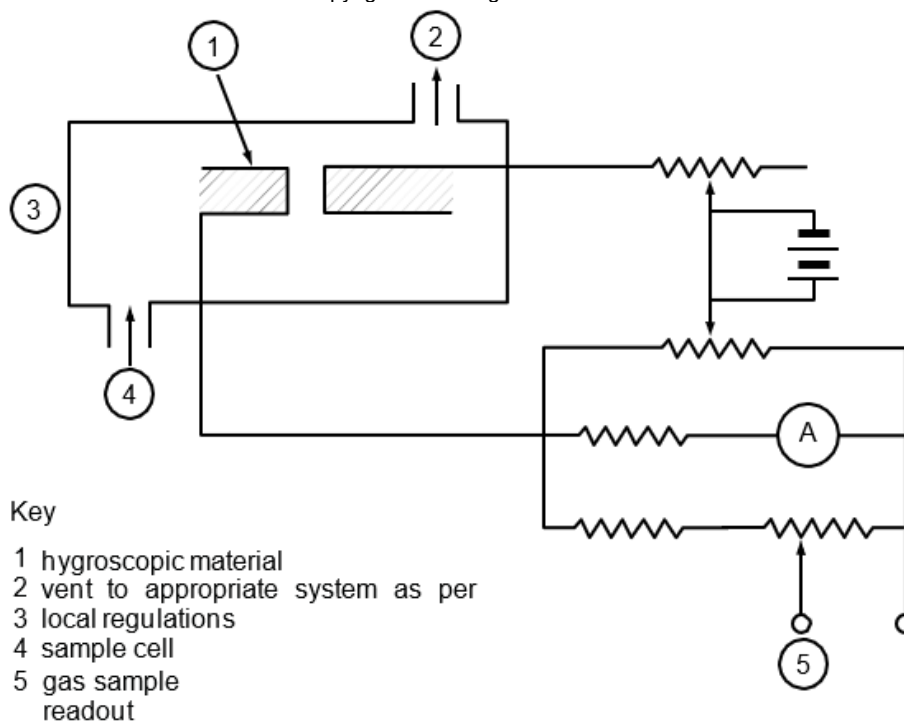 1
2
3
4
A
5
Key
1 hygroscopic material
2 vent to appropriate system as per
3 local regulations
4 sample cell
5 gas sample
readout